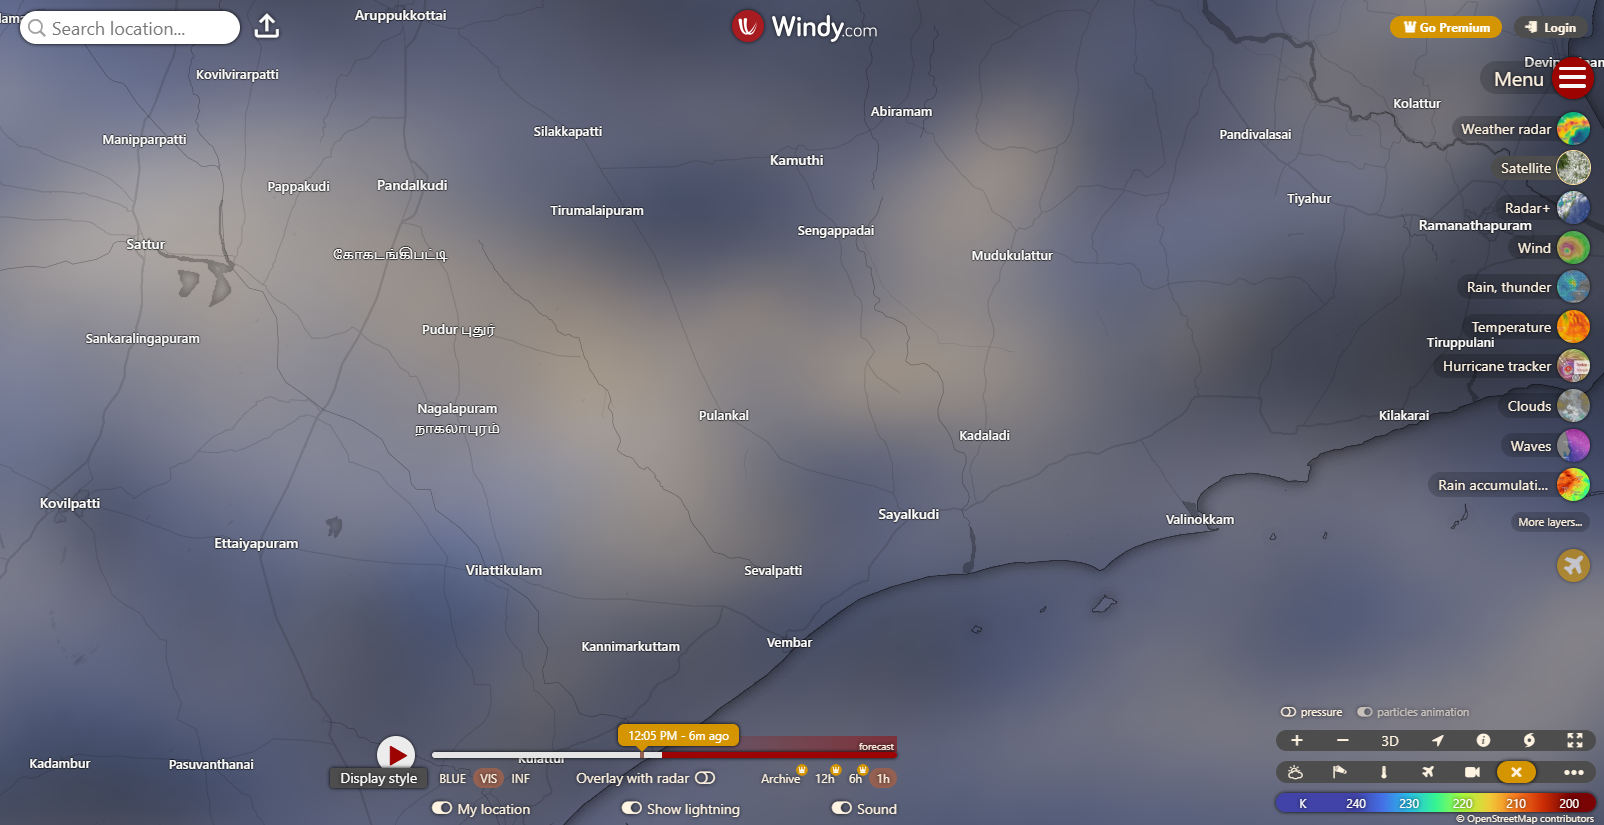 Aruppukkottai
Search location...
Windy.com
Go Premium
Login
Kovilvirarpatti
Menu
Abiramam
Kolattur
Manipparpatti
Silakkapatti
Pandivalasai
Weather radar
Kamuthi
Satellite
Pappakudi
Pandalkudi
Tiyahur
Tirumalaipuram
Radar+
Ramanathapuram
Sengappadai
Sattur
கோகடங்கிபட்டி
Mudukulattur
Wind
Rain, thunder
Pudur புதுர்
Temperature
Sankaralingapuram
Tiruppulani
Hurricane tracker
Nagalapuram
நாகலாபுரம்
Pulankal
Clouds
Kilakarai
Kadaladi
Waves
Rain accumulati...
Kovilpatti
Sayalkudi
Valinokkam
More layers...
Ettaiyapuram
Vilattikulam
Sevalpatti
Kannimarkuttam
Vembar
pressure
particles animation
12:05 PM - 6m ago
forecast
3D
Kulattur
Kadambur
Pasuvanthanai
Display style
BLUE
VIS
INF
Overlay with radar
Archive
12h
6h
1h
My location
Show lightning
Sound
K 240 230 220 210 200
© OpenStreetMap contributors